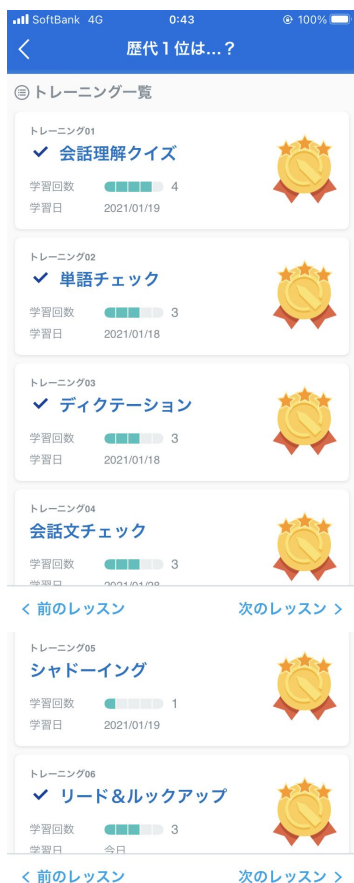 SoftBank 4G 0:43 100%
歴代1位は…?
トレーニング一覧
トレーニング01
会話理解クイズ
学習回数 4
学習日 2021/01/19
トレーニング02
単語チェック
学習回数 3
学習日 2021/01/18
トレーニング03
ディクテーション
学習回数 3
学習日 2021/01/18
トレーニング04
会話文チェック
学習回数 3
前のレッスン 次のレッスン
トレーニング05
シャドーイング
学習回数 1
学習日 2021/01/19
トレーニング06
リード&ルックアップ
学習回数 3
学習日 今日
前のレッスン 次のレッスン